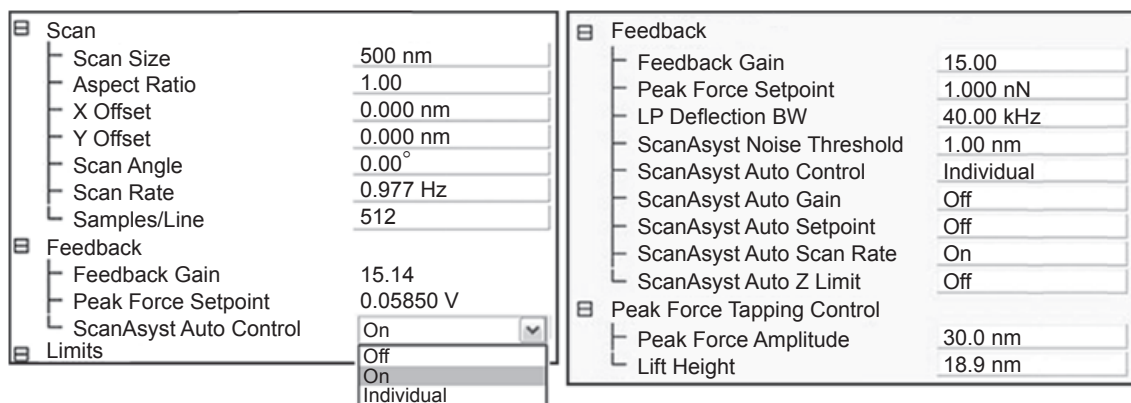 Scan
Scan Size 500 nm
Aspect Ratio 1.00
X Offset 0.000 nm
Y Offset 0.000 nm
Scan Angle 0.00°
Scan Rate 0.977 Hz
Samples/Line 512
Feedback
Feedback Gain 15.14
Peak Force Setpoint 0.05850 V
ScanAsyst Auto Control On
Limits
Off
On
Individual
Feedback
Feedback Gain 15.00
Peak Force Setpoint 1.000 nN
LP Deflection BW 40.00 kHz
ScanAsyst Noise Threshold 1.00 nm
ScanAsyst Auto Control Individual
ScanAsyst Auto Gain Off
ScanAsyst Auto Setpoint Off
ScanAsyst Auto Scan Rate On
ScanAsyst Auto Z Limit Off
Peak Force Tapping Control
Peak Force Amplitude 30.0 nm
Lift Height 18.9 nm